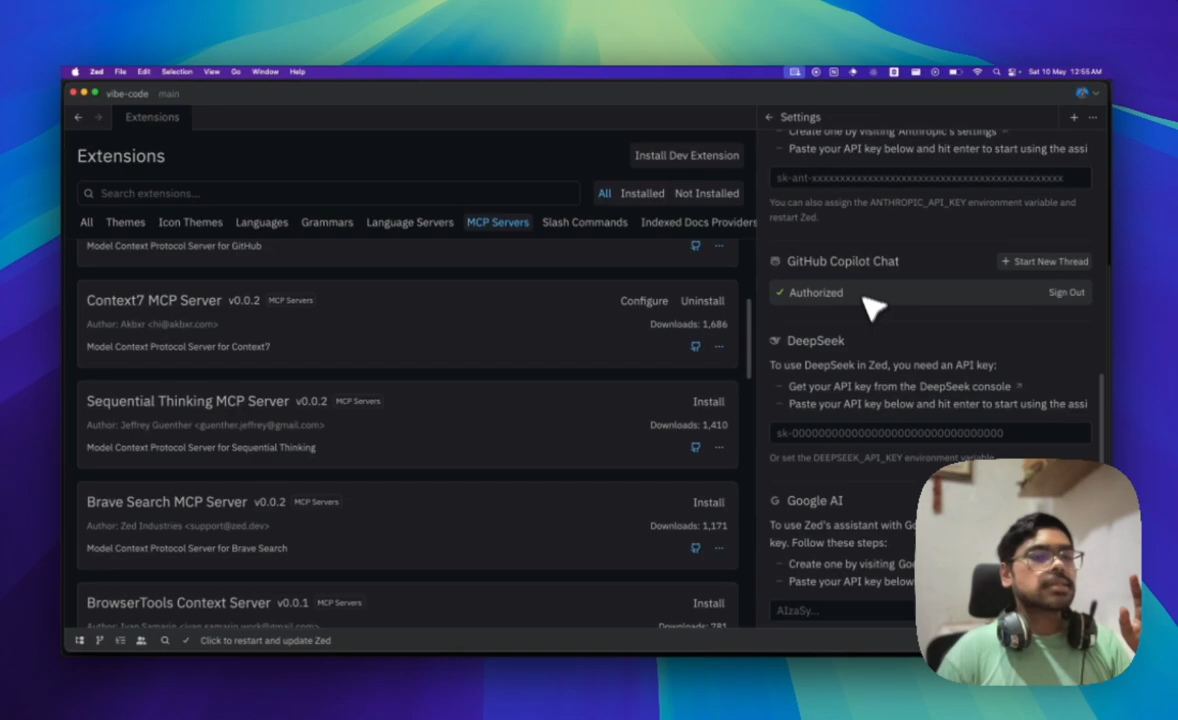 Zed File Edit Selection View Go Window Help
Sat 10 May 12:55AM
vibe-code main
Extensions
Extensions
Install Dev Extension
Search extensions...
All Installed Not Installed
All Themes Icon Themes Languages Grammars Language Servers MCP Servers Slash Commands Indexed Docs Providers
Model Context Protocol Server for GitHub
Context7 MCP Server v0.0.2 MCP Servers
Configure Uninstall
Author: Akbxr <hi@akbxr.com>
Downloads: 1,686
Model Context Protocol Server for Context7
Sequential Thinking MCP Server v0.0.2 MCP Servers
Install
Author: Jeffrey Guenther <guenther.jeffrey@gmail.com>
Downloads: 1,410
Model Context Protocol Server for Sequential Thinking
Brave Search MCP Server v0.0.2 MCP Servers
Install
Author: Zed Industries <support@zed.dev>
Downloads: 1,171
Model Context Protocol Server for Brave Search
BrowserTools Context Server v0.0.1 MCP Servers
Install
Click to restart and update Zed
Settings
Create one by visiting Anthropic's settings
Paste your API key below and hit enter to start using the assi
You can also assign the ANTHROPIC_API_KEY environment variable and
restart Zed.
GitHub Copilot Chat
+ Start New Thread
Authorized
Sign Out
DeepSeek
To use DeepSeek in Zed, you need an API key:
Get your API key from the DeepSeek console
Paste your API key below and hit enter to start using the assi
Or set the DEEPSEEK_API_KEY environment variable.
Google AI
To use Zed's assistant with Go
key. Follow these steps:
Create one by visiting Goo
Paste your API key below
AIzaSy...